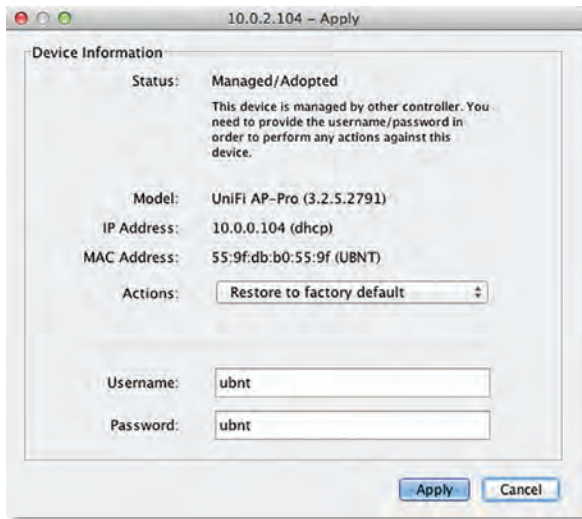 10.0.2.104 – Apply
Device Information
Status: Managed/Adopted
This device is managed by other controller. You
need to provide the username/password in
order to perform any actions against this
device.
Model: UniFi AP-Pro (3.2.5.2791)
IP Address: 10.0.0.104 (dhcp)
MAC Address: 55:9f:db:b0:55:9f (UBNT)
Actions: Restore to factory default
Username: ubnt
Password: ubnt
Apply Cancel